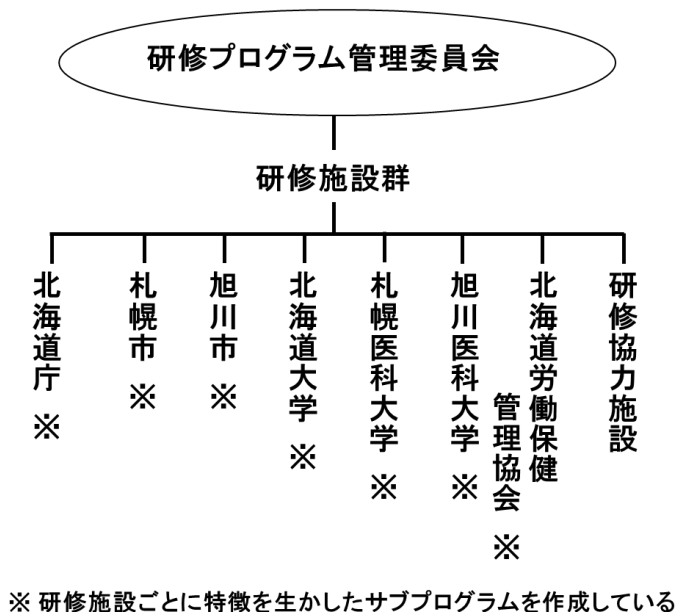 研修プログラム管理委員会
研修施設群
北海道庁 ※
札幌市 ※
旭川市 ※
北海道大学 ※
札幌医科大学 ※
旭川医科大学 ※
北海道労働保健
管理協会 ※
研修協力施設
※ 研修施設ごとに特徴を生かしたサブプログラムを作成している